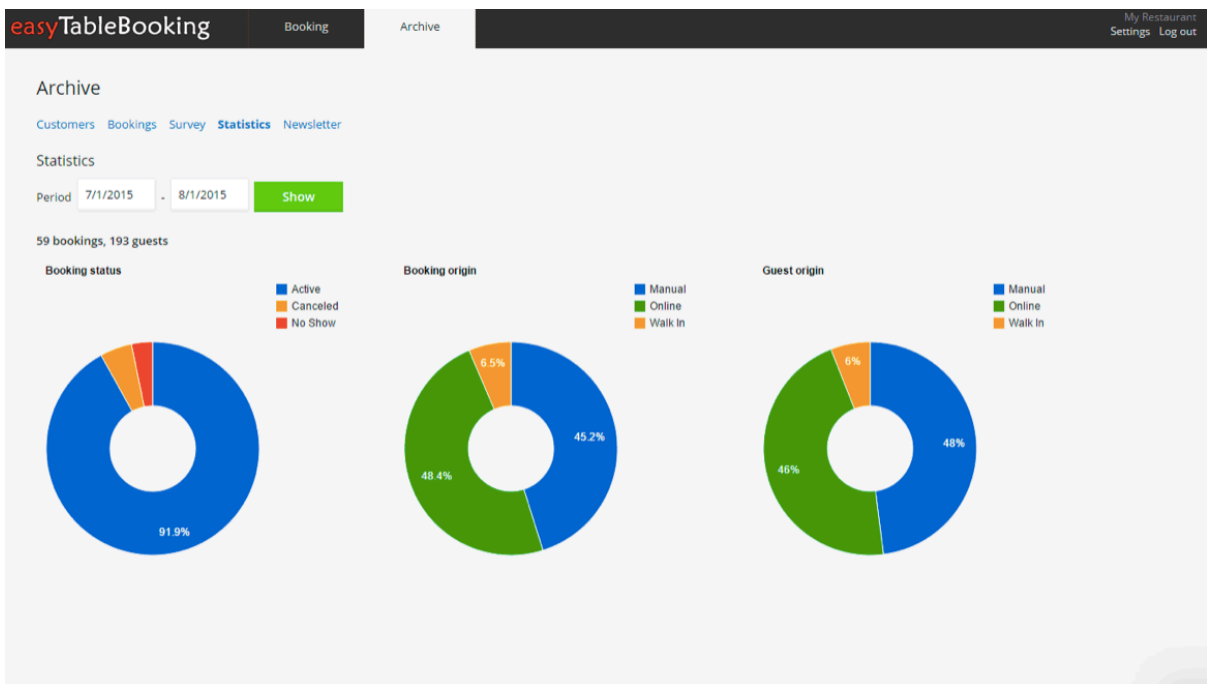 easyTableBooking Booking Archive My Restaurant
Settings Log out
Archive
Customers Bookings Survey Statistics Newsletter
Statistics
Period 7/1/2015 - 8/1/2015 Show
59 bookings, 193 guests
Booking status
Active
Canceled
No Show
91.9%
Booking origin
Manual
Online
Walk In
6.5%
45.2%
48.4%
Guest origin
Manual
Online
Walk In
6%
48%
46%